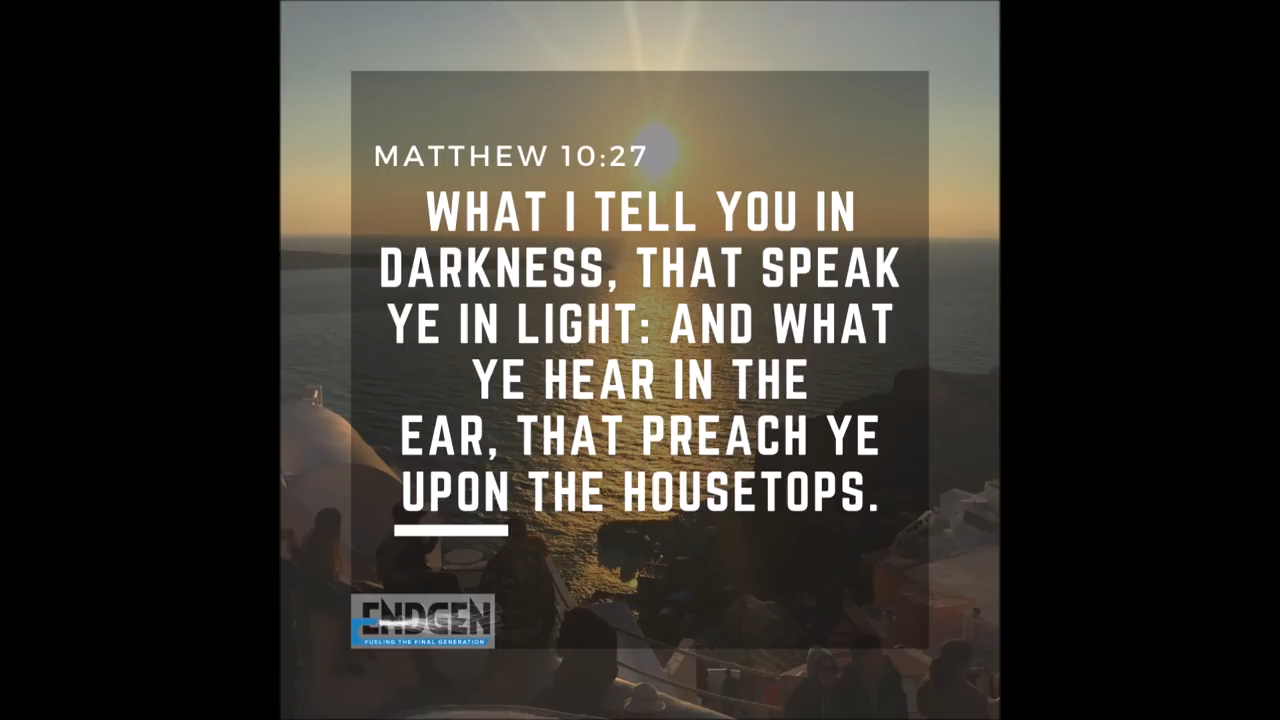 MATTHEW 10:27
WHAT I TELL YOU IN
DARKNESS, THAT SPEAK
YE IN LIGHT: AND WHAT
YE HEAR IN THE
EAR, THAT PREACH YE
UPON THE HOUSETOPS.
ENDGEN
FUELING THE FINAL GENERATION